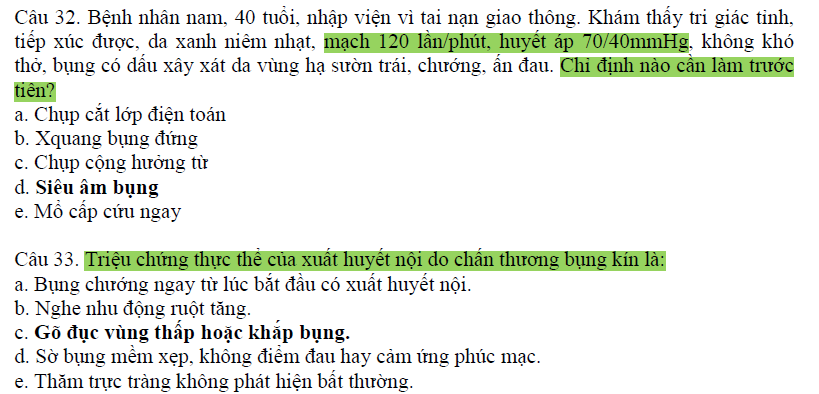 Câu 32. Bệnh nhân nam, 40 tuổi, nhập viện vì tai nạn giao thông. Khám thấy tri giác tỉnh,
tiếp xúc được, da xanh niêm nhạt, mạch 120 lần/phút, huyết áp 70/40mmHg, không khó
thở, bụng có dấu xây xát da vùng hạ sườn trái, chướng, ấn đau. Chỉ định nào cần làm trước
tiên?
a. Chụp cắt lớp điện toán
b. Xquang bụng đứng
c. Chụp cộng hưởng từ
d. Siêu âm bụng
e. Mổ cấp cứu ngay
Câu 33. Triệu chứng thực thể của xuất huyết nội do chấn thương bụng kín là:
a. Bụng chướng ngay từ lúc bắt đầu có xuất huyết nội.
b. Nghe nhu động ruột tăng.
c. Gõ đục vùng thấp hoặc khắp bụng.
d. Sờ bụng mềm xẹp, không điểm đau hay cảm ứng phúc mạc.
e. Thăm trực tràng không phát hiện bất thường.